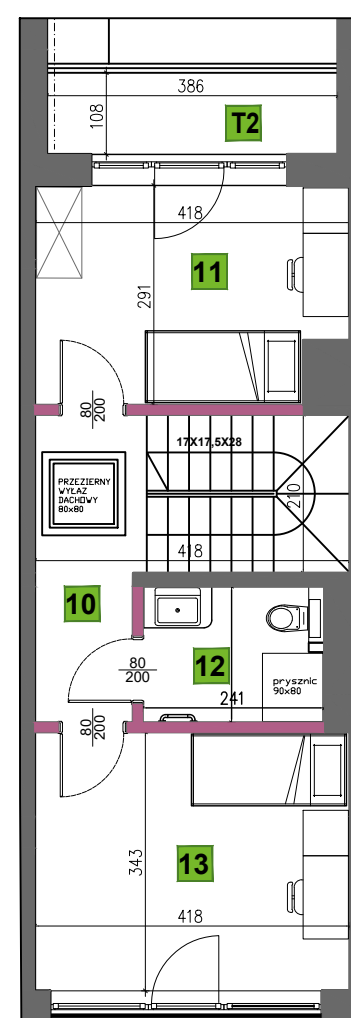 386
108
T2
418
11
291
80
200
17X17,5X28
PRZEZIERNY
WYŁAZ
DACHOWY
80x80
210
418
10
80
200
12
prysznic
90x80
241
80
200
343
13
418